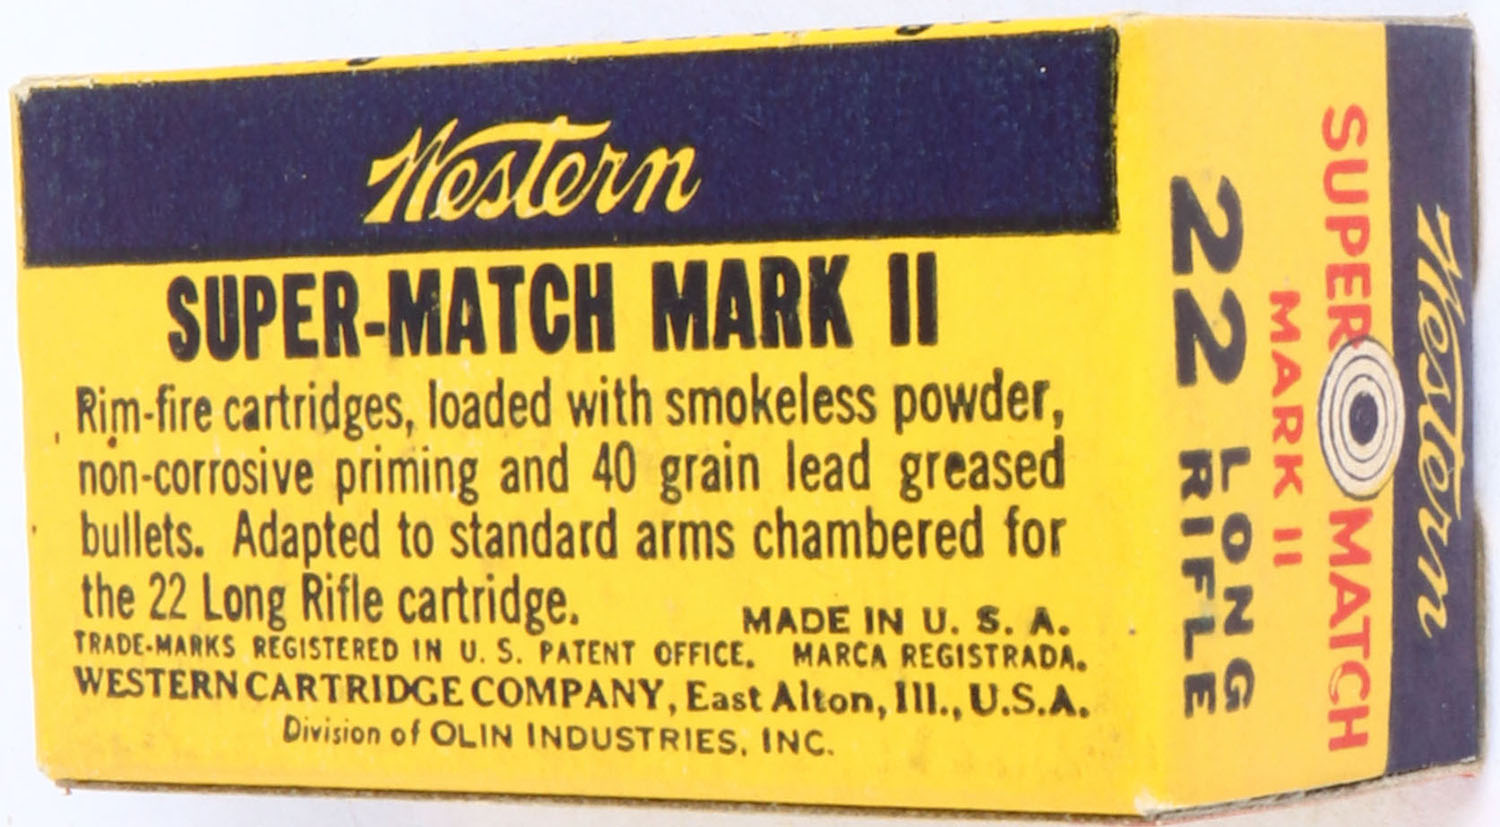 Western
SUPER-MATCH MARK II
Rim-fire cartridges, loaded with smokeless powder,
non-corrosive priming and 40 grain lead greased
bullets. Adapted to standard arms chambered for
the 22 Long Rifle cartridge.
MADE IN U. S. A.
TRADE-MARKS REGISTERED IN U. S. PATENT OFFICE. MARCA REGISTRADA.
WESTERN CARTRIDGE COMPANY, East Alton, Ill., U.S.A.
Division of OLIN INDUSTRIES, INC.
Western
SUPER MATCH
MARK II
22 LONG
RIFLE